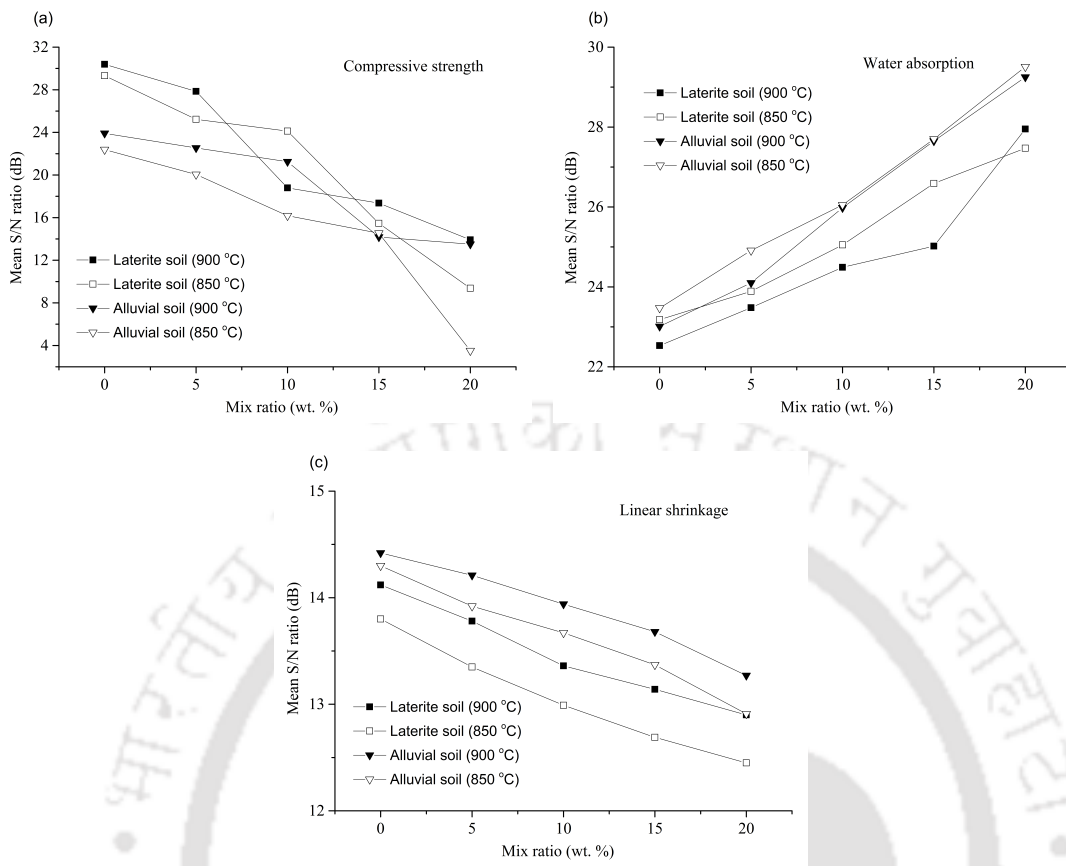 (a)
Compressive strength
Mean S/N ratio (dB)
32
28
24
20
16
12
8
4
Laterite soil (900 °C)
Laterite soil (850 °C)
Alluvial soil (900 °C)
Alluvial soil (850 °C)
0 5 10 15 20
Mix ratio (wt. %)
(b)
Water absorption
Mean S/N ratio (dB)
30
28
26
24
22
Laterite soil (900 °C)
Laterite soil (850 °C)
Alluvial soil (900 °C)
Alluvial soil (850 °C)
0 5 10 15 20
Mix ratio (wt. %)
(c)
Linear shrinkage
Mean S/N ratio (dB)
15
14
13
12
Laterite soil (900 °C)
Laterite soil (850 °C)
Alluvial soil (900 °C)
Alluvial soil (850 °C)
0 5 10 15 20
Mix ratio (wt. %)